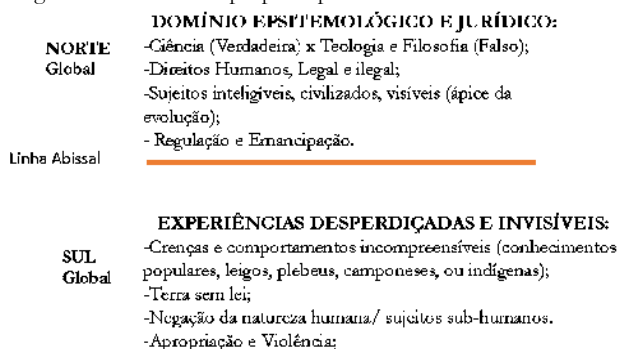 DOMÍNIO EPSITEMOLÓGICO E JURÍDICO:
NORTE
Global
-Ciência (Verdadeira) x Teologia e Filosofia (Falso);
-Direitos Humanos, Legal e ilegal;
-Sujeitos inteligíveis, civilizados, visíveis (ápice da
evolução);
- Regulação e Emancipação.
Linha Abissal
EXPERIÊNCIAS DESPERDIÇADAS E INVISÍVEIS:
SUL
Global
-Crenças e comportamentos incompreensíveis (conhecimentos
populares, leigos, plebeus, camponeses, ou indígenas);
-Terra sem lei;
-Negação da natureza humana/ sujeitos sub-humanos.
-Apropriação e Violência;